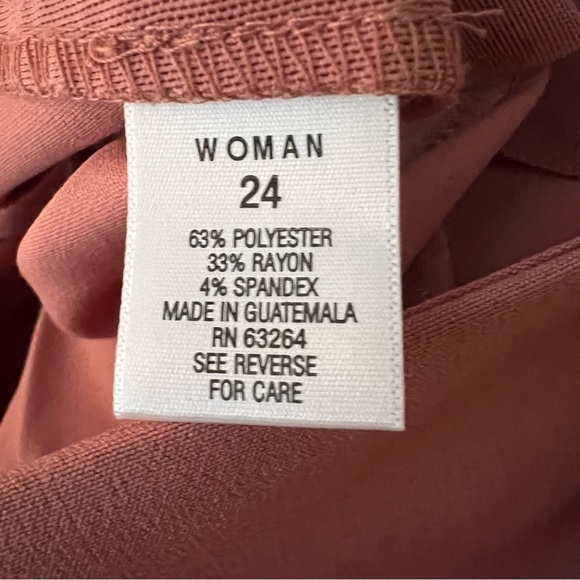 WOMAN
24
63% POLYESTER
33% RAYON
4% SPANDEX
MADE IN GUATEMALA
RN 63264
SEE REVERSE
FOR CARE